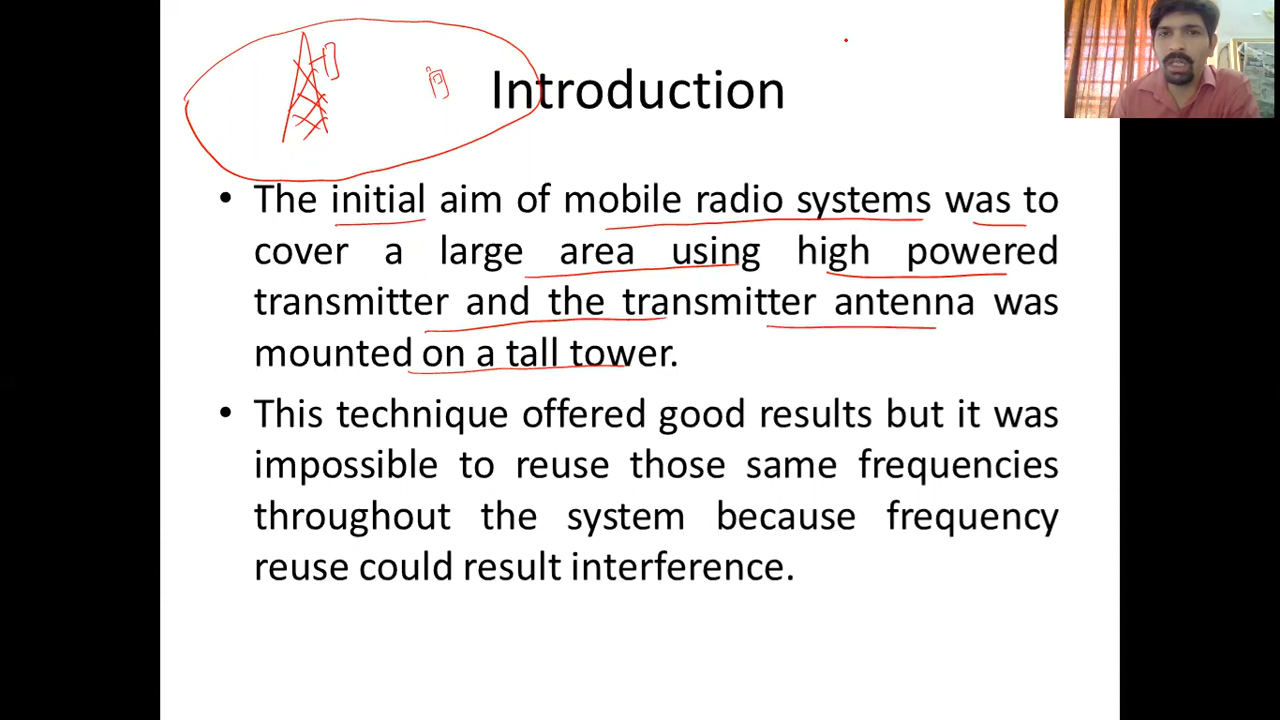 Introduction
• The initial aim of mobile radio systems was to
cover a large area using high powered
transmitter and the transmitter antenna was
mounted on a tall tower.
• This technique offered good results but it was
impossible to reuse those same frequencies
throughout the system because frequency
reuse could result interference.